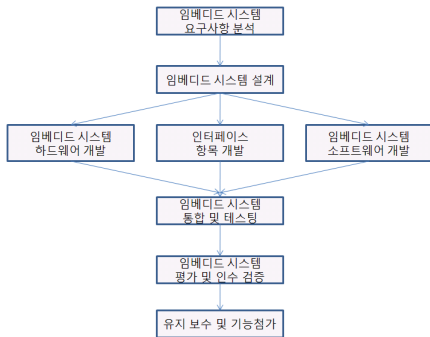 임베디드 시스템
요구사항 분석
임베디드 시스템 설계
임베디드 시스템
하드웨어 개발
인터페이스
항목 개발
임베디드 시스템
소프트웨어 개발
임베디드 시스템
통합 및 테스팅
임베디드 시스템
평가 및 인수 검증
유지 보수 및 기능첨가